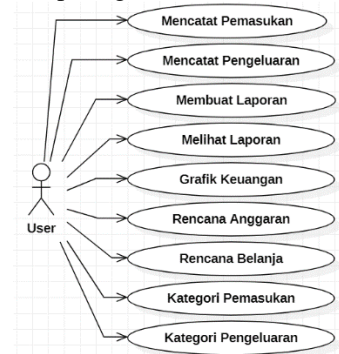 Mencatat Pemasukan
Mencatat Pengeluaran
Membuat Laporan
Melihat Laporan
Grafik Keuangan
Rencana Anggaran
User
Rencana Belanja
Kategori Pemasukan
Kategori Pengeluaran